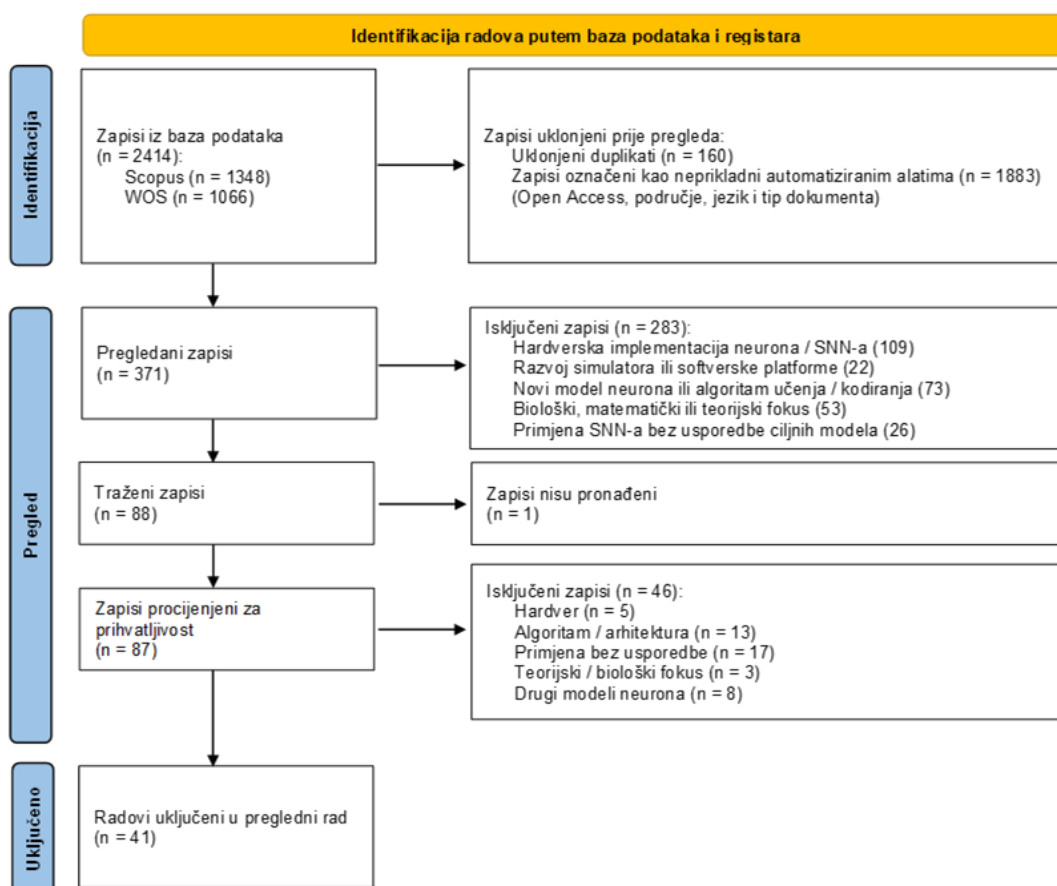 Identifikacija radova putem baza podataka i registara
Identifikacija
Zapisi iz baza podataka
(n = 2414):
Scopus (n = 1348)
WOS (n = 1066)
Zapisi uklonjeni prije pregleda:
Uklonjeni duplikati (n = 160)
Zapisi označeni kao neprikladni automatiziranim alatima (n = 1883)
(Open Access, područje, jezik i tip dokumenta)
Pregled
Pregledani zapisi
(n = 371)
Isključeni zapisi (n = 283):
Hardverska implementacija neurona / SNN-a (109)
Razvoj simulatora ili softverske platforme (22)
Novi model neurona ili algoritam učenja / kodiranja (73)
Biološki, matematički ili teorijski fokus (53)
Primjena SNN-a bez usporedbe ciljnih modela (26)
Traženi zapisi
(n = 88)
Zapisi nisu pronađeni
(n = 1)
Zapisi procijenjeni za
prihvatljivost
(n = 87)
Isključeni zapisi (n = 46):
Hardver (n = 5)
Algoritam / arhitektura (n = 13)
Primjena bez usporedbe (n = 17)
Teorijski / biološki fokus (n = 3)
Drugi modeli neurona (n = 8)
Uključeno
Radovi uključeni u pregledni rad
(n = 41)